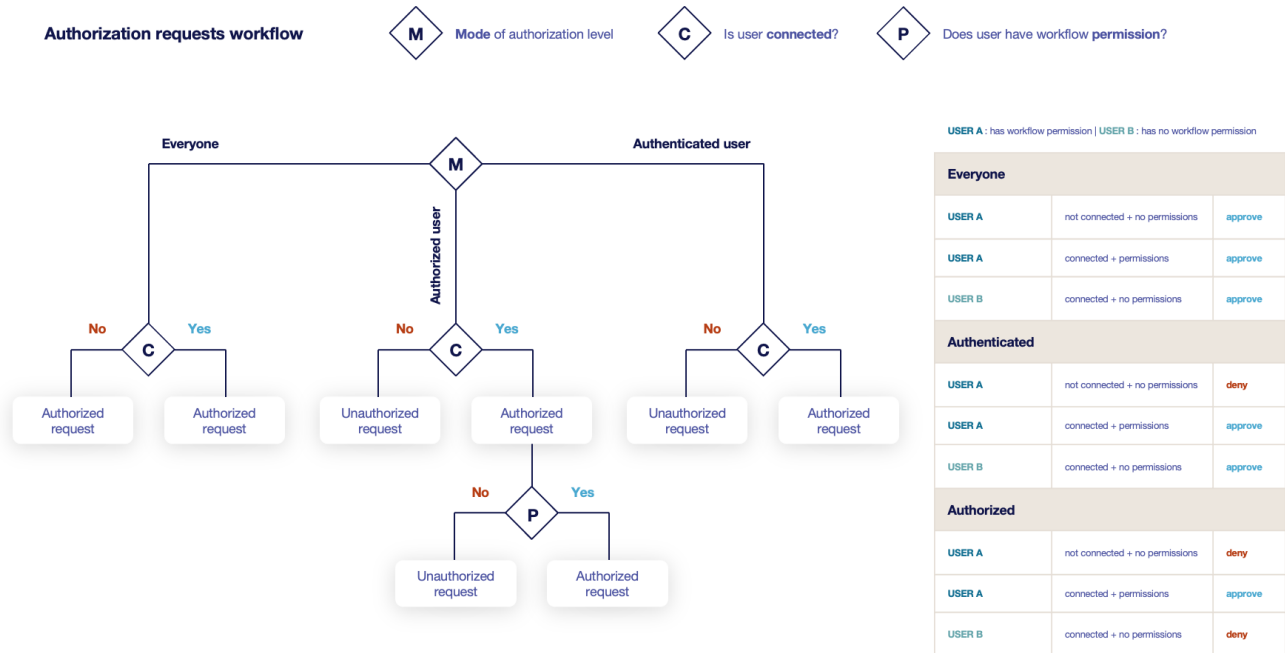 Authorization requests workflow
M
Mode of authorization level
C
Is user connected?
P
Does user have workflow permission?
Everyone
M
Authenticated user
Authorized user
No
Yes
C
Authorized
request
Authorized
request
No
Yes
C
Unauthorized
request
Authorized
request
No
Yes
P
Unauthorized
request
Authorized
request
No
Yes
C
Unauthorized
request
Authorized
request
USER A : has workflow permission | USER B : has no workflow permission
Everyone
USER A not connected + no permissions approve
USER A connected + permissions approve
USER B connected + no permissions approve
Authenticated
USER A not connected + no permissions deny
USER A connected + permissions approve
USER B connected + no permissions approve
Authorized
USER A not connected + no permissions deny
USER A connected + permissions approve
USER B connected + no permissions deny